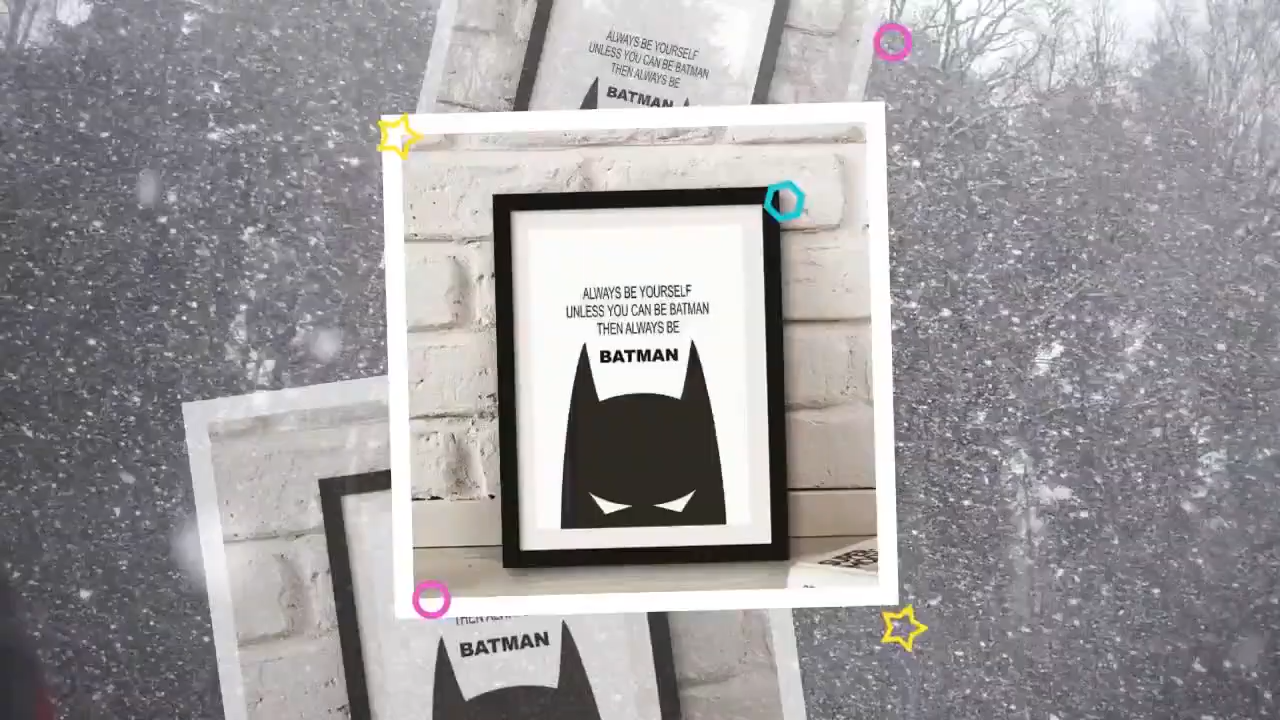 ALWAYS BE YOURSELF
UNLESS YOU CAN BE BATMAN
THEN ALWAYS BE
BATMAN
ALWAYS BE YOURSELF
UNLESS YOU CAN BE BATMAN
THEN ALWAYS BE
BATMAN
BATMAN